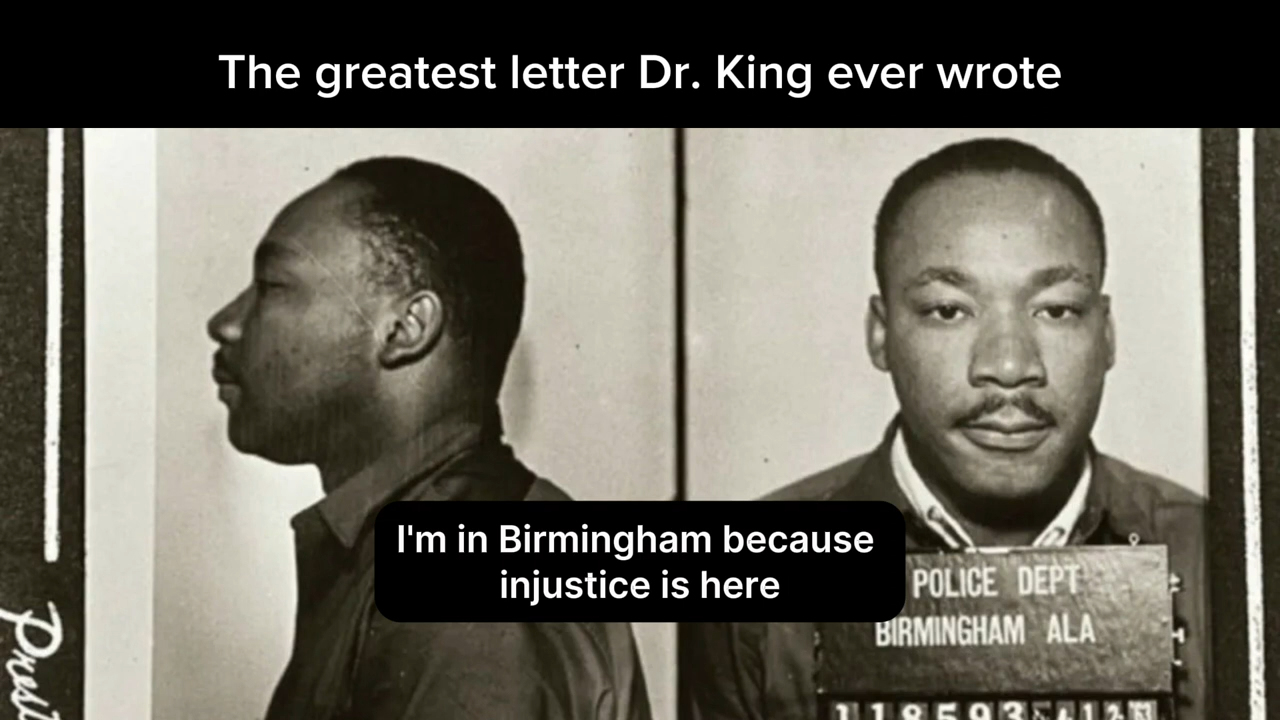 The greatest letter Dr. King ever wrote
I'm in Birmingham because
injustice is here
POLICE DEPT
BIRMINGHAM ALA